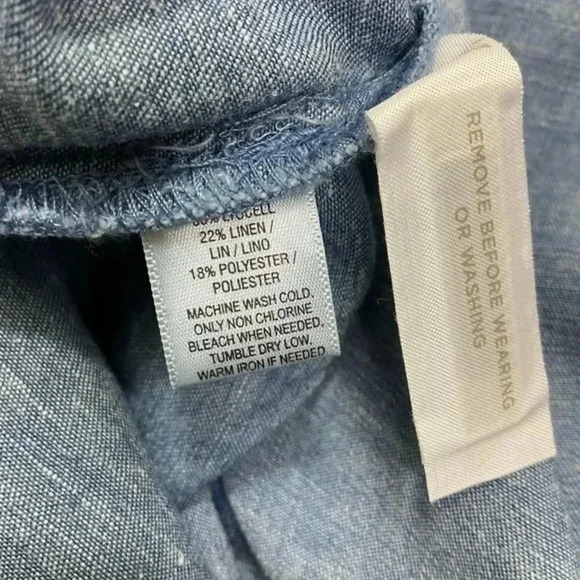 22% LINEN /
LIN / LINO
18% POLYESTER /
POLIESTER
MACHINE WASH COLD.
ONLY NON CHLORINE
BLEACH WHEN NEEDED.
TUMBLE DRY LOW,
WARM IRON IF NEEDED
REMOVE BEFORE WEARING
OR WASHING